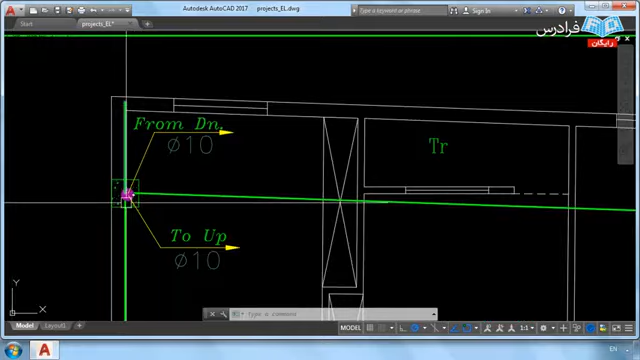 Autodesk AutoCAD 2017    projects_EL.dwg
Type a keyword or phrase
Sign In
Start
projects_EL*
فرادرس
رایگان
From Dn.
Ø10
Tr
To Up
Ø10
Y
X
Type a command
Model
Layout1
MODEL
1:1
EN